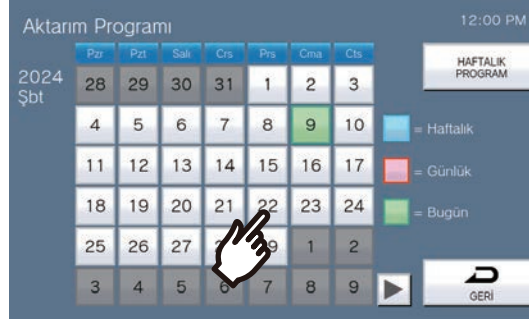 Aktarım Programı
12:00 PM
Pzr Pzt Salı Crs Prs Cma Cts
HAFTALIK
PROGRAM
2024
Şbt
28 29 30 31 1 2 3
4 5 6 7 8 9 10
= Haftalık
11 12 13 14 15 16 17
= Günlük
18 19 20 21 22 23 24
= Bugün
25 26 27 1 2
3 4 5 6 7 8 9
GERİ